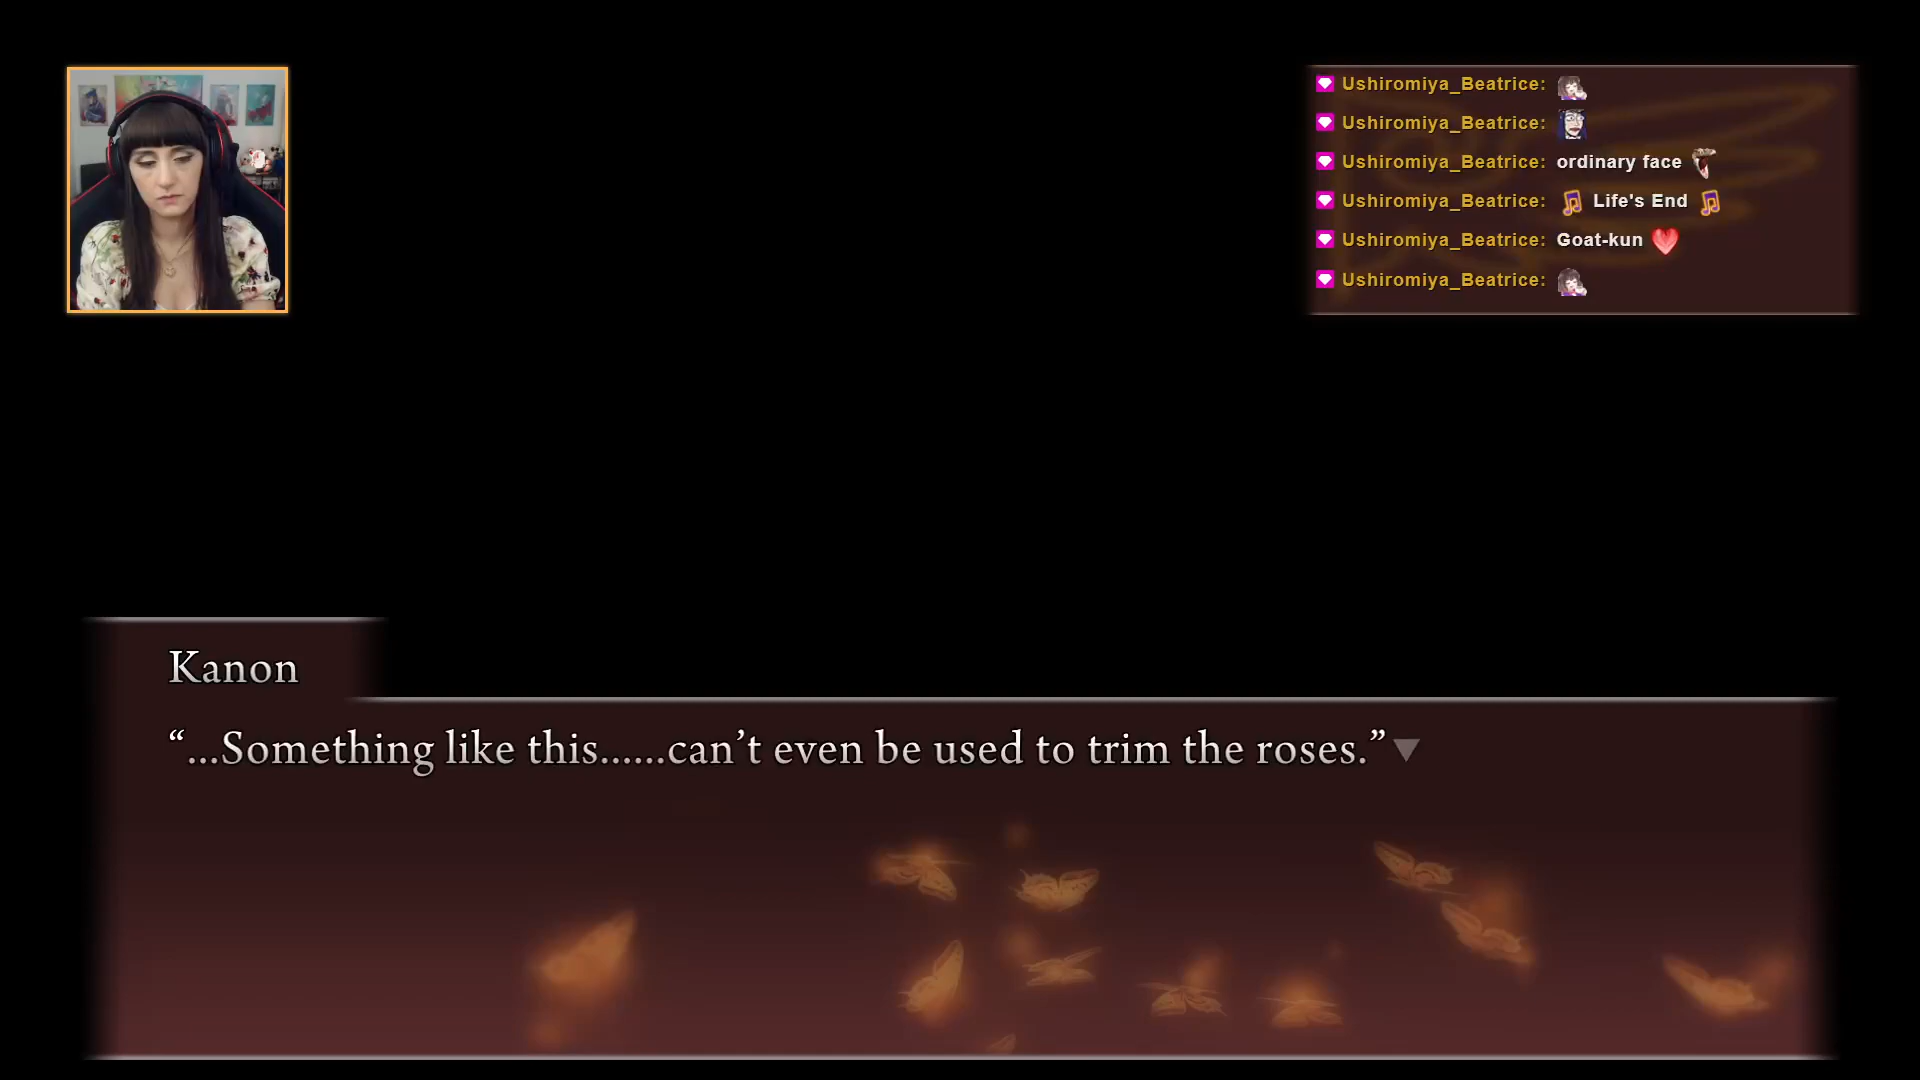 Ushiromiya_Beatrice:
Ushiromiya_Beatrice:
Ushiromiya_Beatrice: ordinary face
Ushiromiya_Beatrice: Life's End
Ushiromiya_Beatrice: Goat-kun
Ushiromiya_Beatrice:
Kanon
“...Something like this......can’t even be used to trim the roses.”